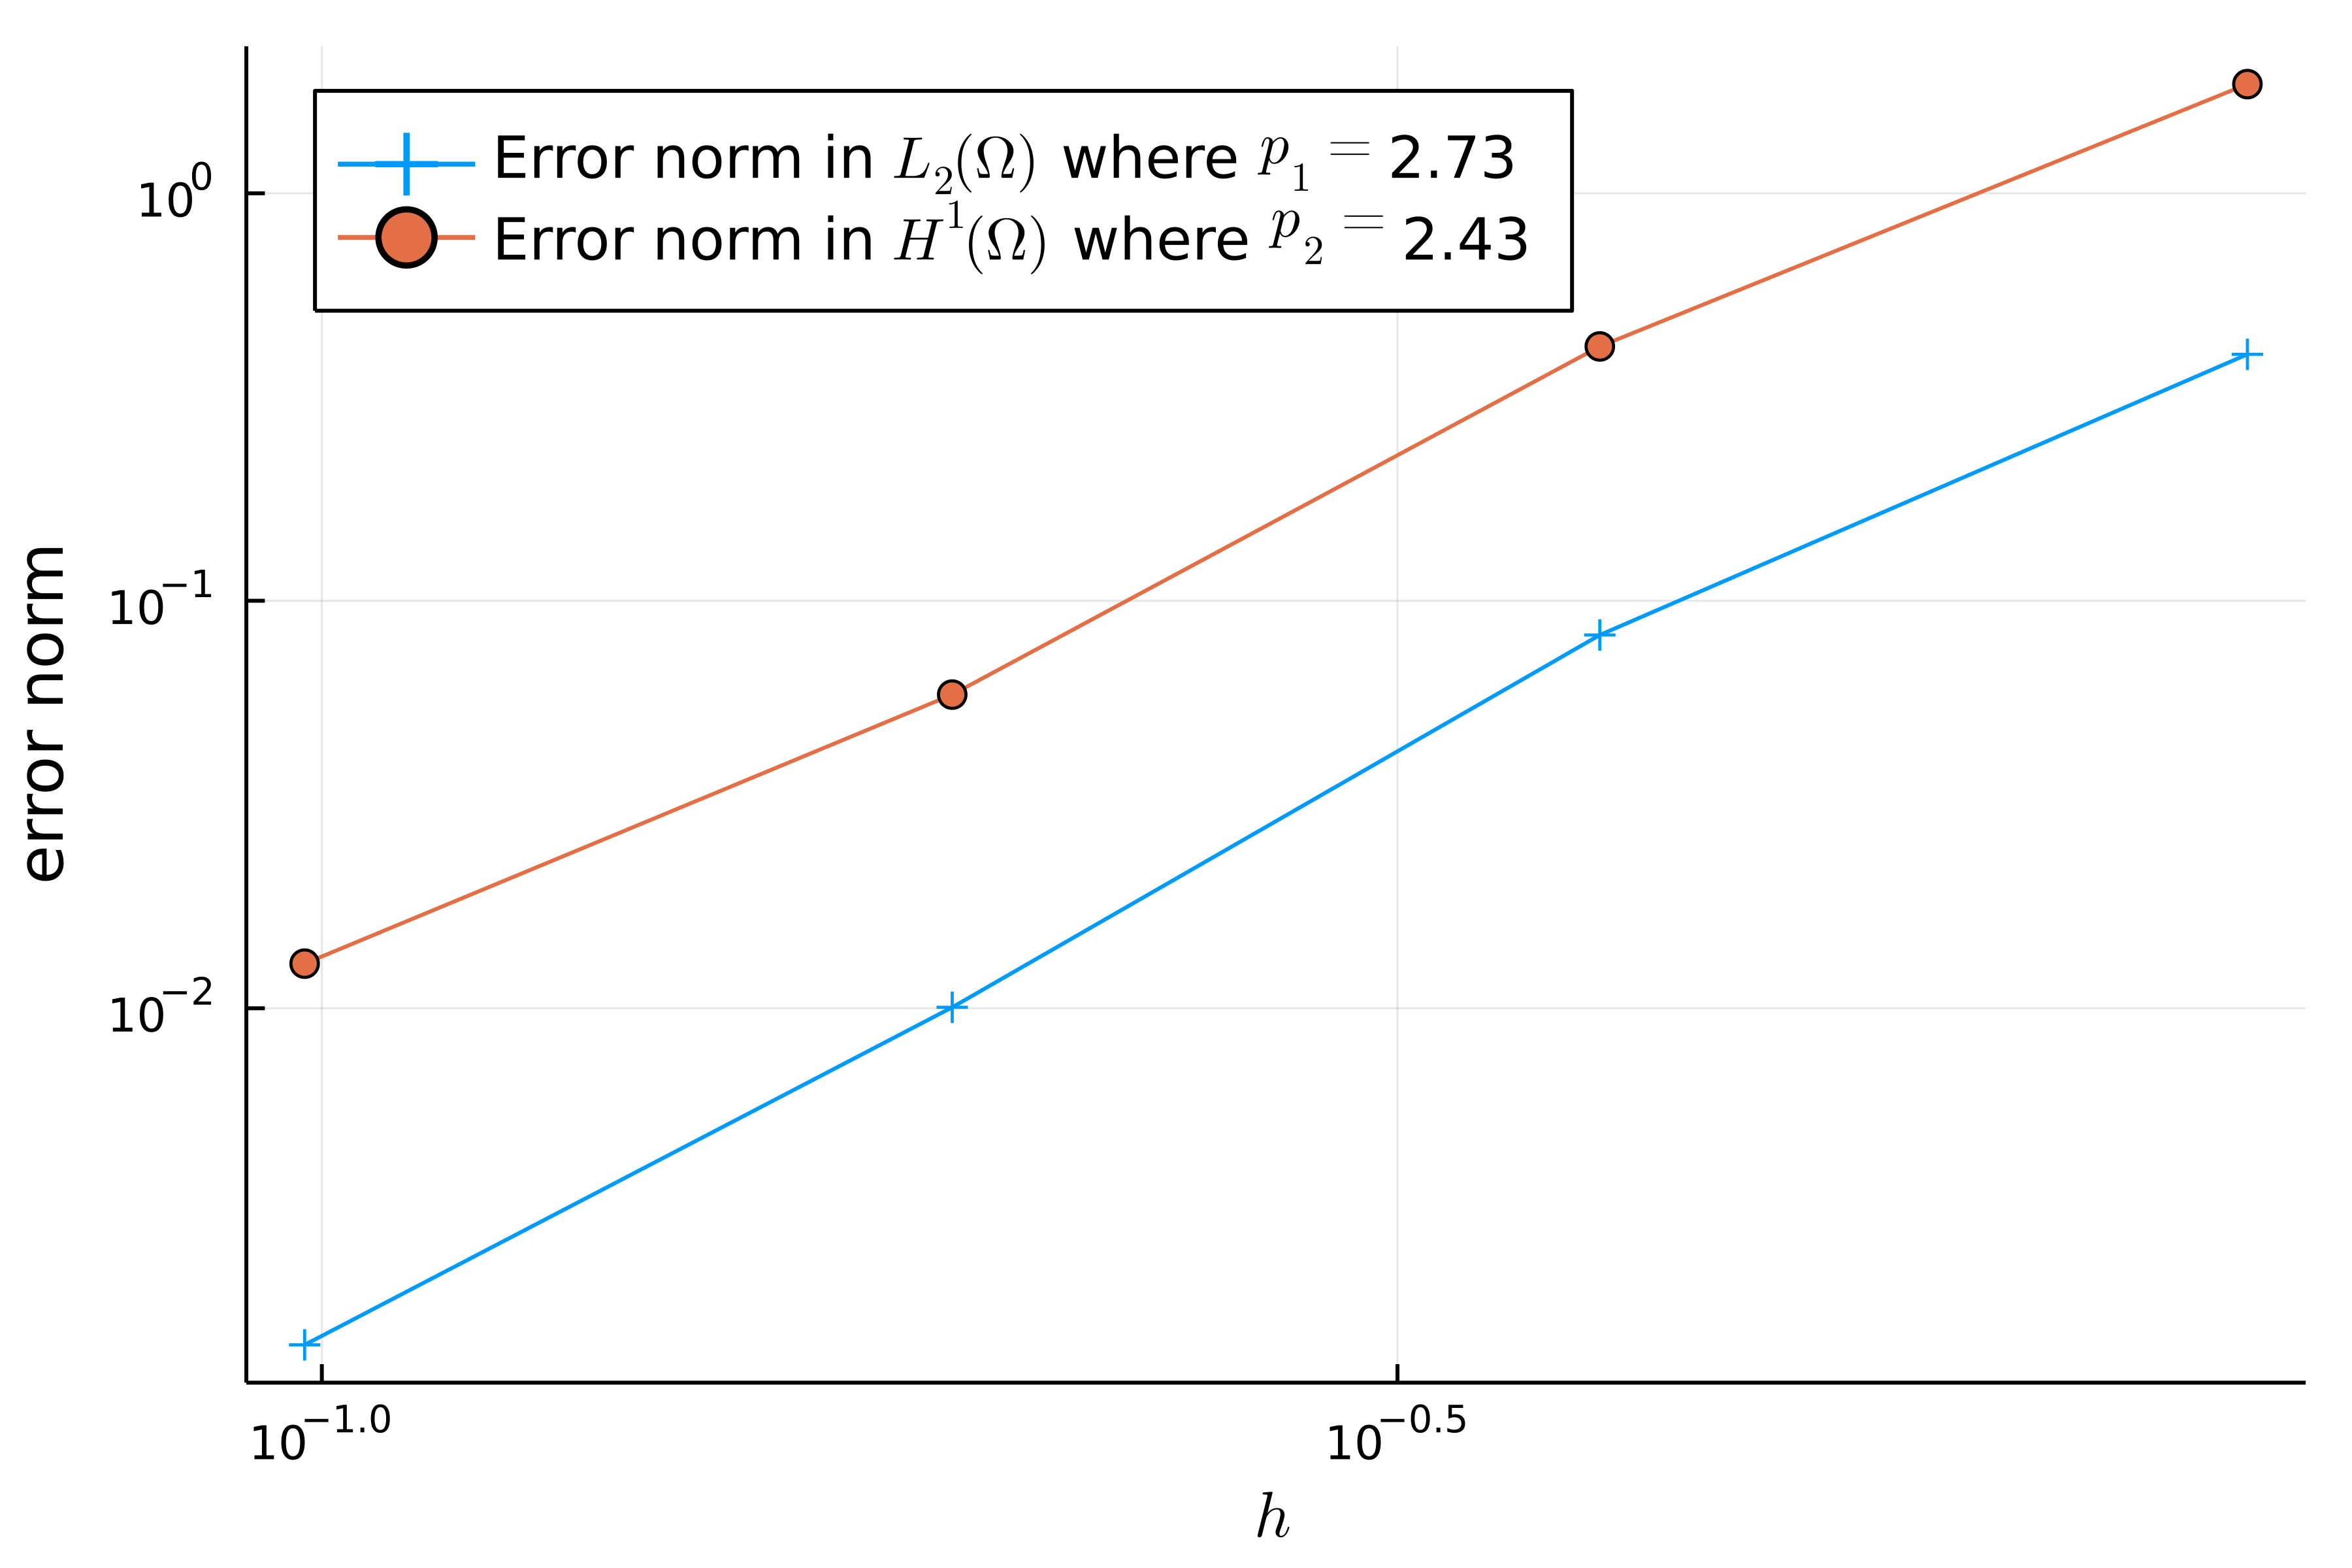 Error norm in L₂(Ω) where p₁ = 2.73
Error norm in H¹(Ω) where p₂ = 2.43
10⁰
10⁻¹
10⁻²
error norm
10⁻¹·⁰
10⁻⁰·⁵
h